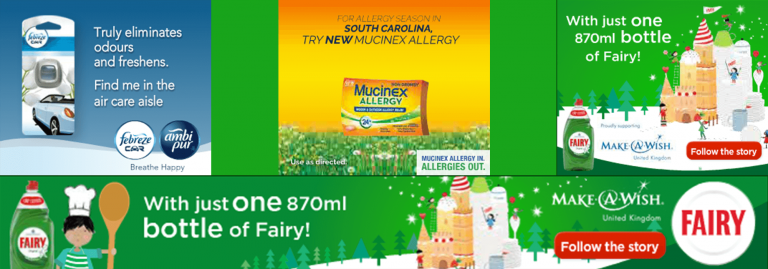 febreze
CAR
Truly eliminates
odours
and freshens.
Find me in the
air care aisle
febreze
CAR
ambi
pur
Breathe Happy
FOR ALLERGY SEASON IN
SOUTH CAROLINA,
TRY NEW MUCINEX ALLERGY
Mucinex
ALLERGY
24
*Use as directed.
MUCINEX ALLERGY IN.
ALLERGIES OUT.
With just one
870ml bottle
of Fairy!
Proudly supporting
FAIRY
MAKE A WISH.
United Kingdom
Follow the story
FAIRY
With just one 870ml
bottle of Fairy!
MAKE A WISH.
United Kingdom
Follow the story
FAIRY